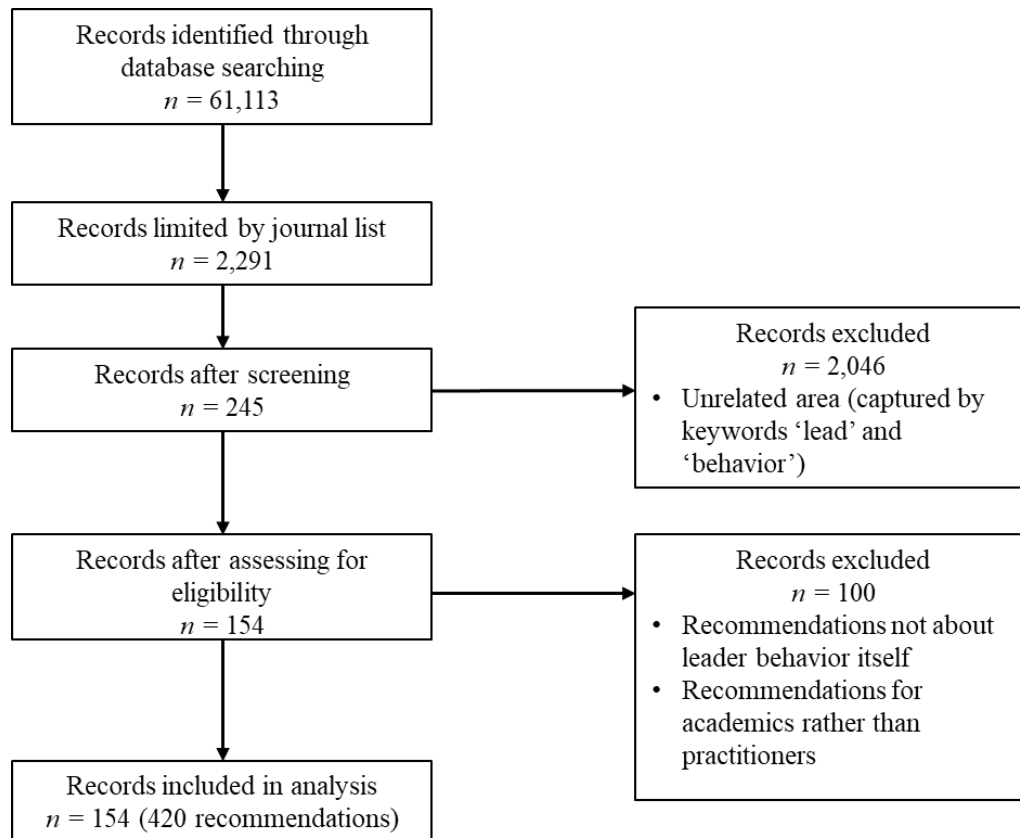 Records identified through
database searching
n = 61,113
Records limited by journal list
n = 2,291
Records after screening
n = 245
Records excluded
n = 2,046
• Unrelated area (captured by
keywords ‘lead’ and
‘behavior’)
Records after assessing for
eligibility
n = 154
Records excluded
n = 100
• Recommendations not about
leader behavior itself
• Recommendations for
academics rather than
practitioners
Records included in analysis
n = 154 (420 recommendations)